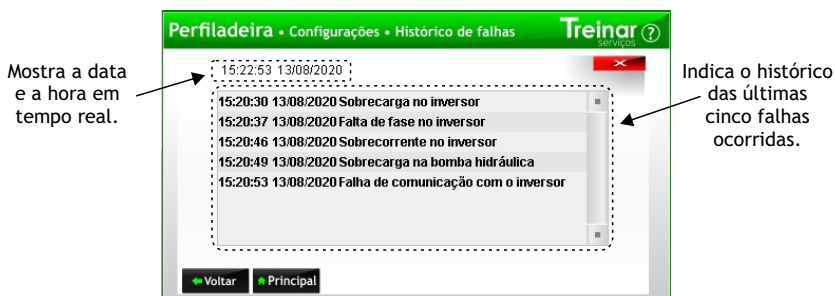 Perfiladeira • Configurações • Histórico de falhas
Treinar
serviços
?
Mostra a data
e a hora em
tempo real.
15:22:53 13/08/2020
Indica o histórico
das últimas
cinco falhas
ocorridas.
15:20:30 13/08/2020 Sobrecarga no inversor
15:20:37 13/08/2020 Falta de fase no inversor
15:20:46 13/08/2020 Sobrecorrente no inversor
15:20:49 13/08/2020 Sobrecarga na bomba hidráulica
15:20:53 13/08/2020 Falha de comunicação com o inversor
Voltar
Principal